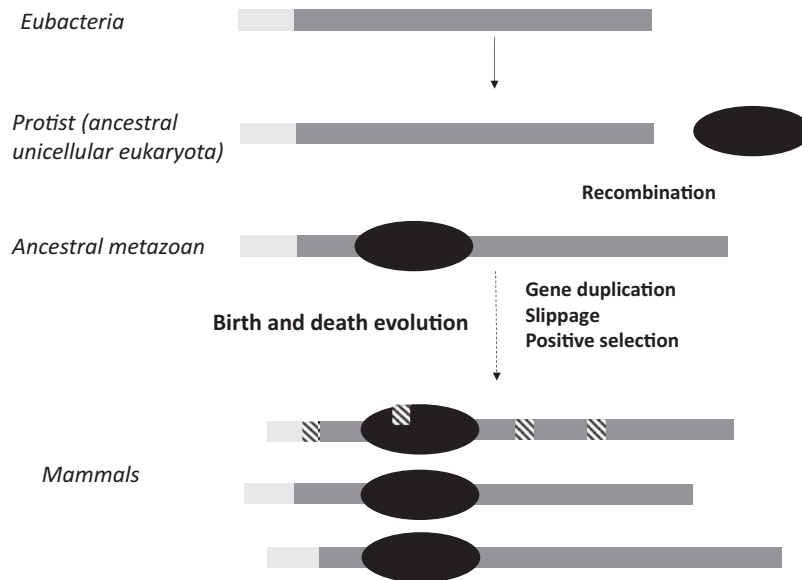 Eubacteria
Protist (ancestral
unicellular eukaryota)
Recombination
Ancestral metazoan
Gene duplication
Slippage
Positive selection
Birth and death evolution
Mammals